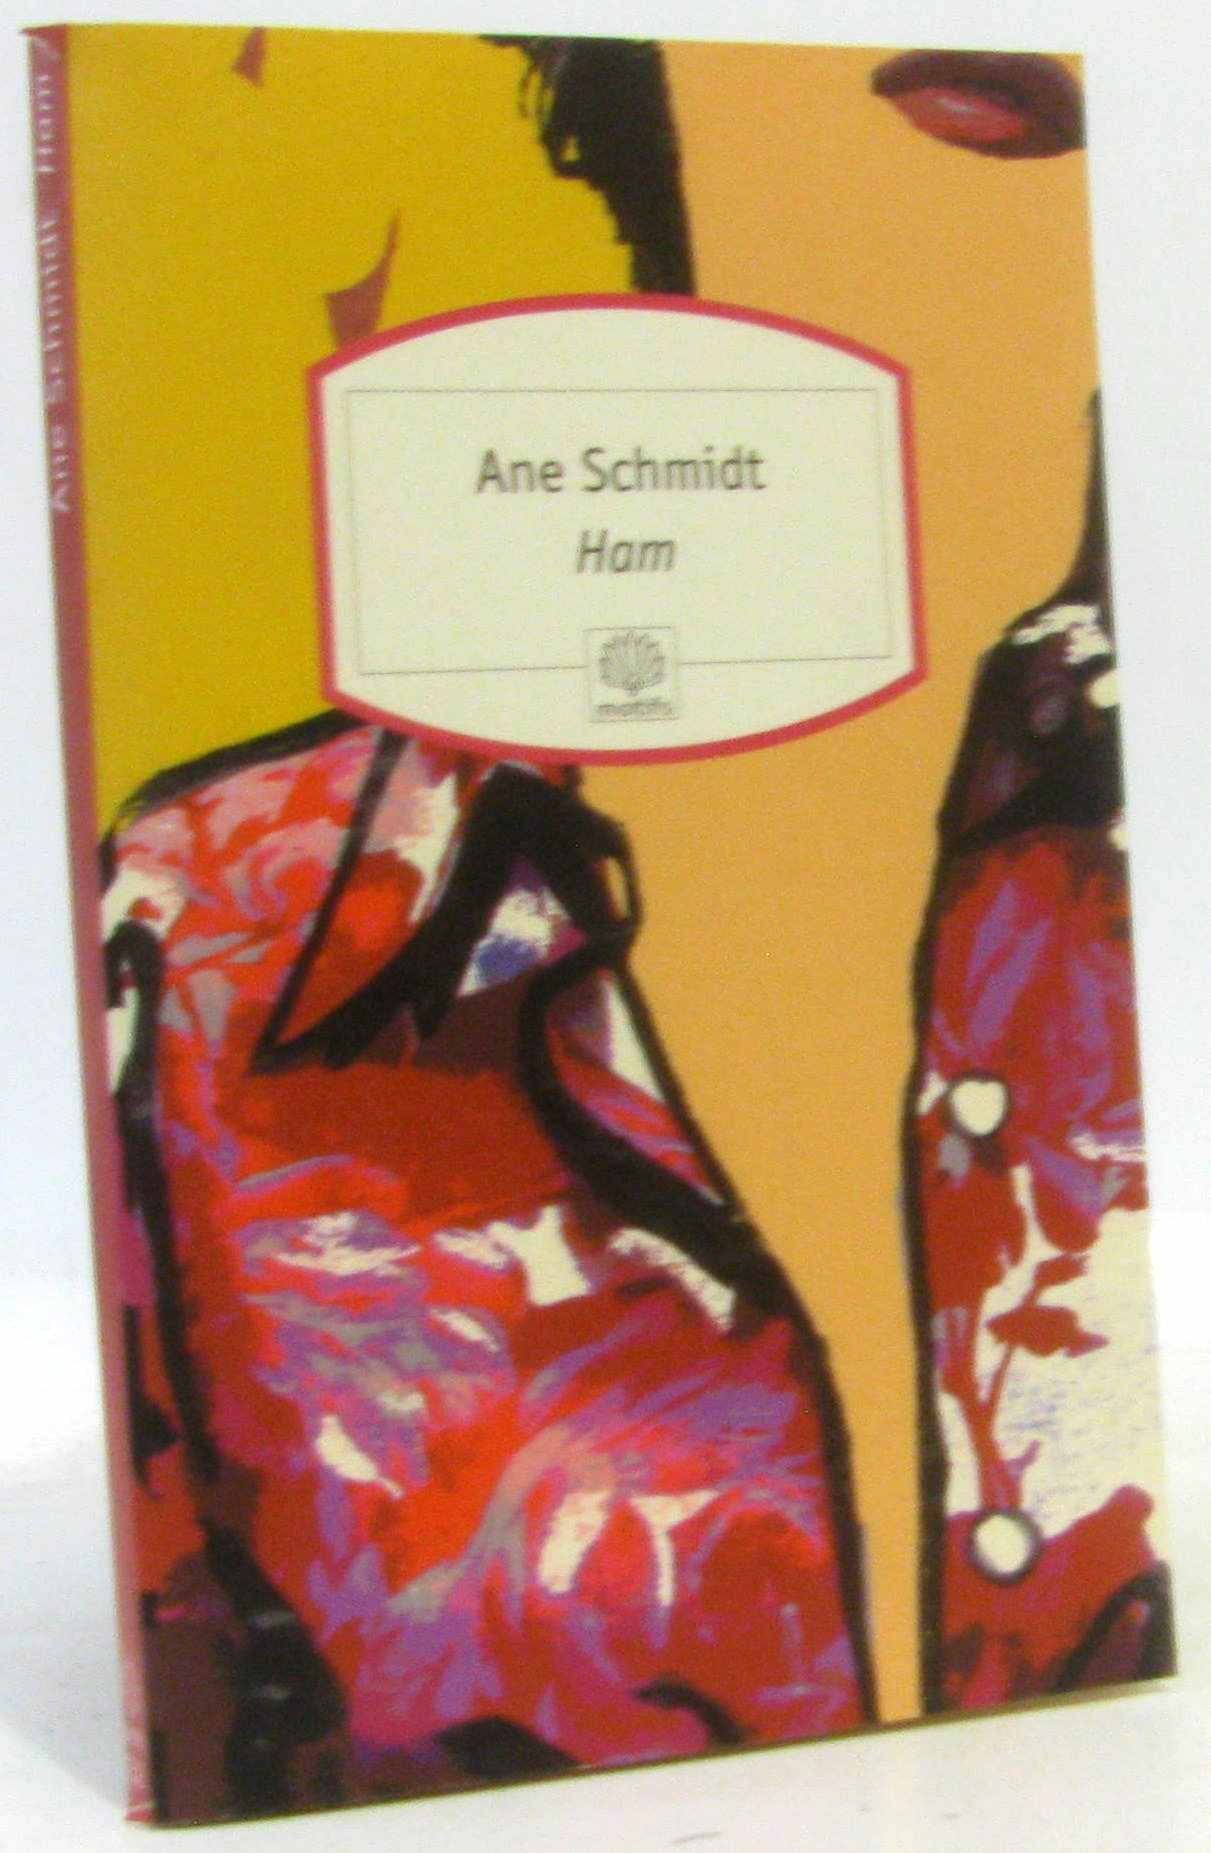 Ane Schmidt
Ham
motifs
Ane Schmidt Ham